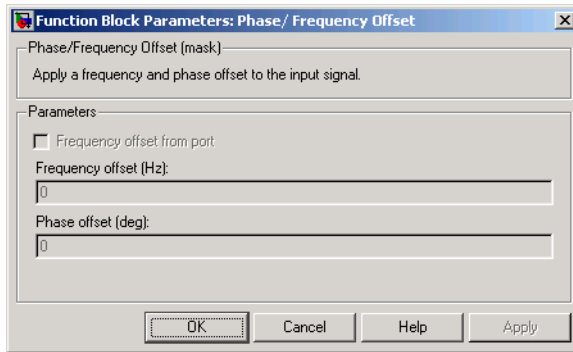 Function Block Parameters: Phase/ Frequency Offset
Phase/Frequency Offset (mask)
Apply a frequency and phase offset to the input signal.
Parameters
Frequency offset from port
Frequency offset (Hz):
0
Phase offset (deg):
0
OK Cancel Help Apply